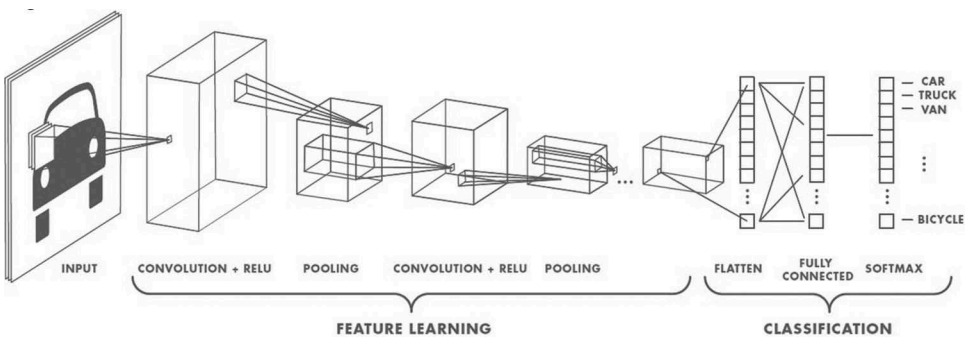 CAR
TRUCK
VAN
BICYCLE
INPUT
CONVOLUTION + RELU
POOLING
CONVOLUTION + RELU
POOLING
FLATTEN
FULLY
CONNECTED
SOFTMAX
FEATURE LEARNING
CLASSIFICATION